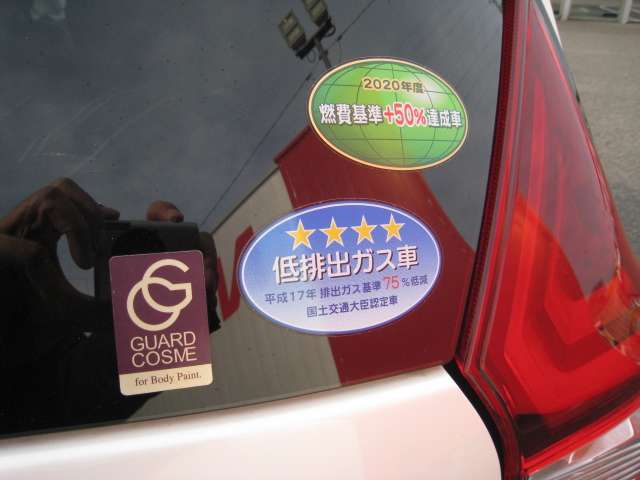 2020年度
燃費基準+50%達成車
低排出ガス車
平成17年 排出ガス基準75%低減
国土交通大臣認定車
GG
GUARD
COSME
for Body Paint.